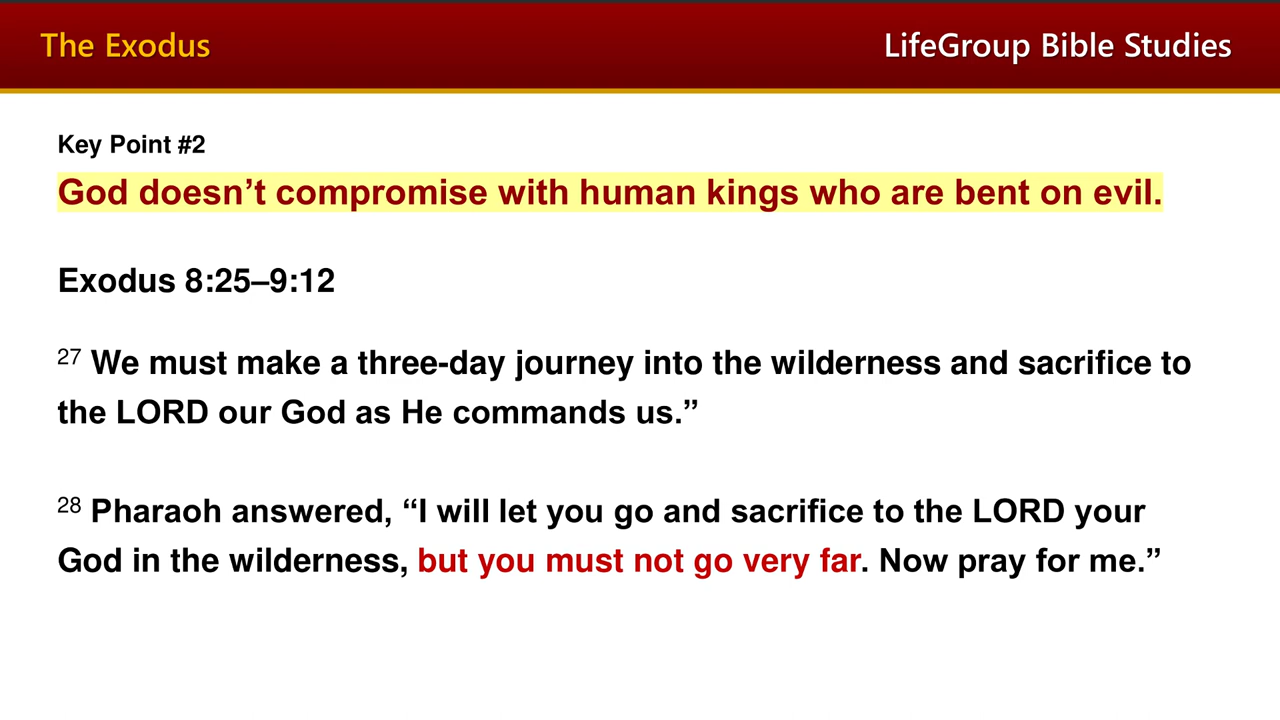 The Exodus
LifeGroup Bible Studies
Key Point #2
God doesn’t compromise with human kings who are bent on evil.
Exodus 8:25–9:12
27 We must make a three-day journey into the wilderness and sacrifice to
the LORD our God as He commands us.”
28 Pharaoh answered, “I will let you go and sacrifice to the LORD your
God in the wilderness, but you must not go very far. Now pray for me.”